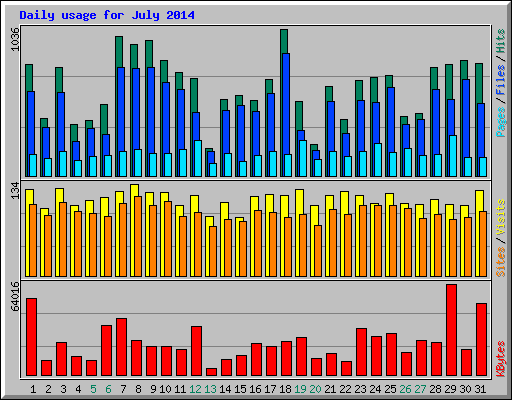 Daily usage for July 2014
1036
Pages / Files / Hits
134
Sites / Visits
64016
KBytes
1 2 3 4 5 6 7 8 9 10 11 12 13 14 15 16 17 18 19 20 21 22 23 24 25 26 27 28 29 30 31